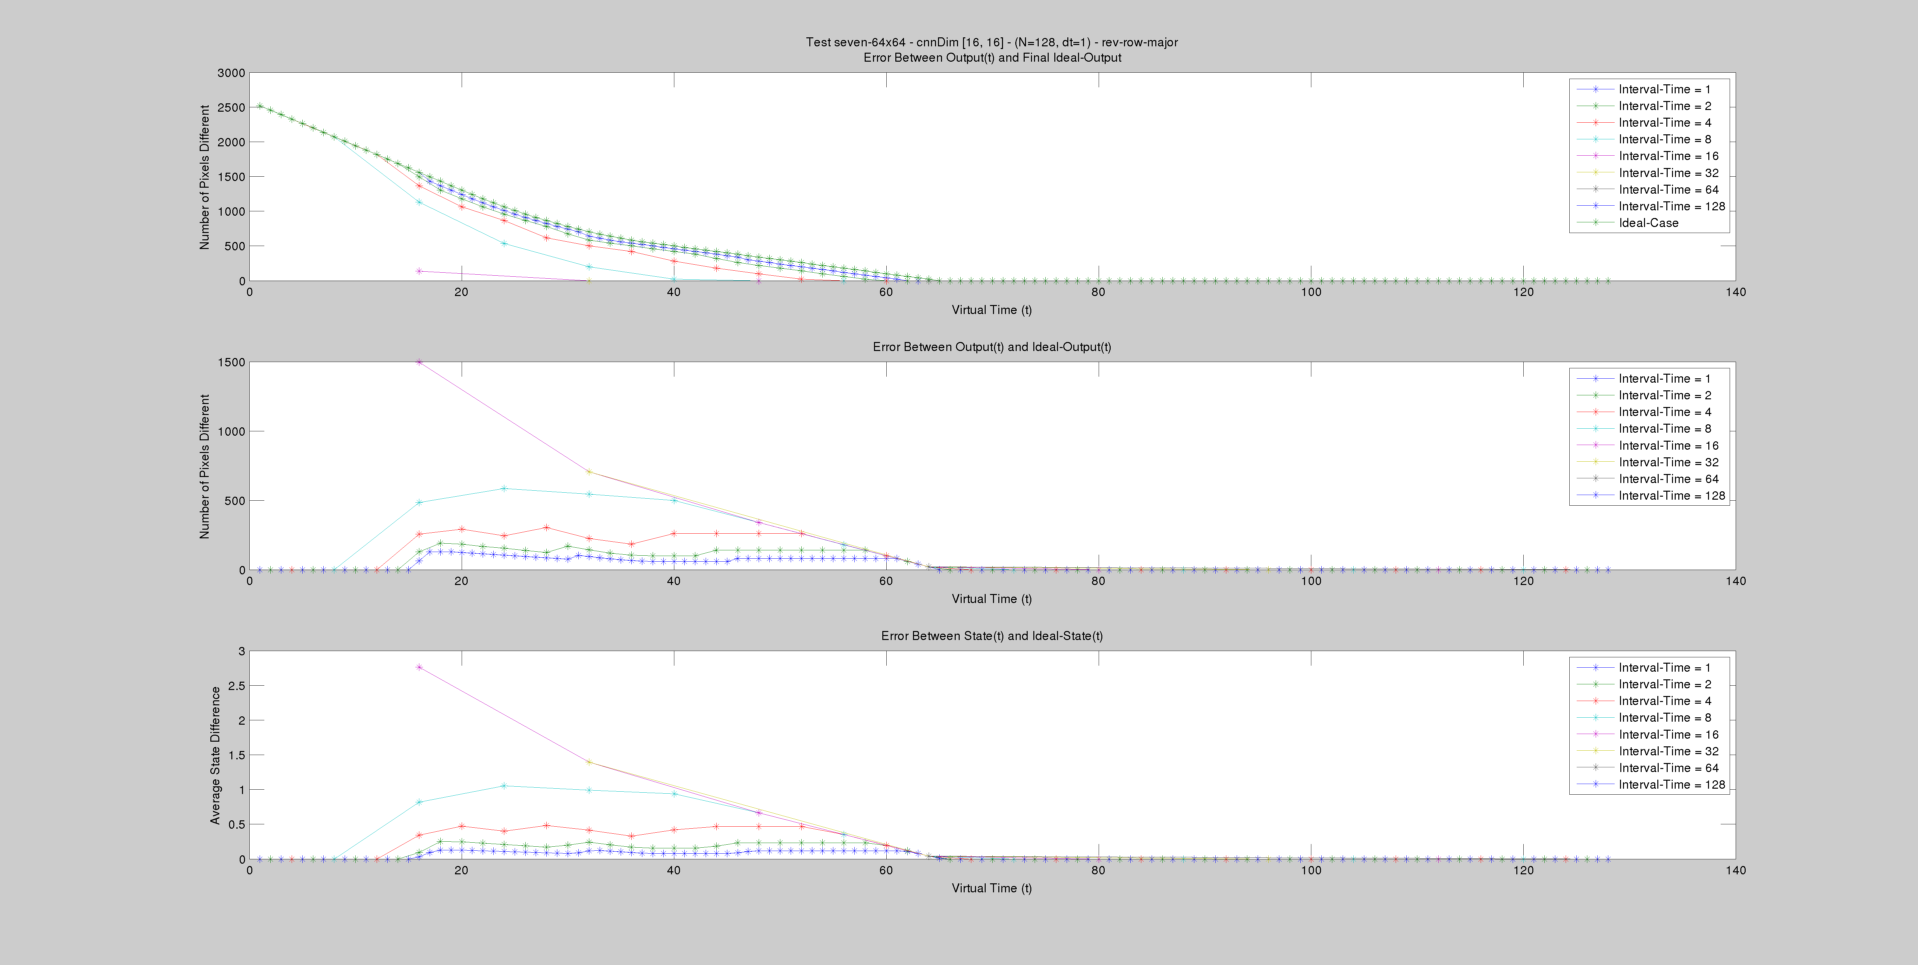 Test seven-64x64 - cnnDim [16, 16] - (N=128, dt=1) - rev-row-major
Error Between Output(t) and Final Ideal-Output
Number of Pixels Different
3000
2500
2000
1500
1000
500
0
0 20 40 60 80 100 120 140
Virtual Time (t)
Interval-Time = 1
Interval-Time = 2
Interval-Time = 4
Interval-Time = 8
Interval-Time = 16
Interval-Time = 32
Interval-Time = 64
Interval-Time = 128
Ideal-Case
Error Between Output(t) and Ideal-Output(t)
Number of Pixels Different
1500
1000
500
0
0 20 40 60 80 100 120 140
Virtual Time (t)
Interval-Time = 1
Interval-Time = 2
Interval-Time = 4
Interval-Time = 8
Interval-Time = 16
Interval-Time = 32
Interval-Time = 64
Interval-Time = 128
Error Between State(t) and Ideal-State(t)
Average State Difference
3
2.5
2
1.5
1
0.5
0
0 20 40 60 80 100 120 140
Virtual Time (t)
Interval-Time = 1
Interval-Time = 2
Interval-Time = 4
Interval-Time = 8
Interval-Time = 16
Interval-Time = 32
Interval-Time = 64
Interval-Time = 128